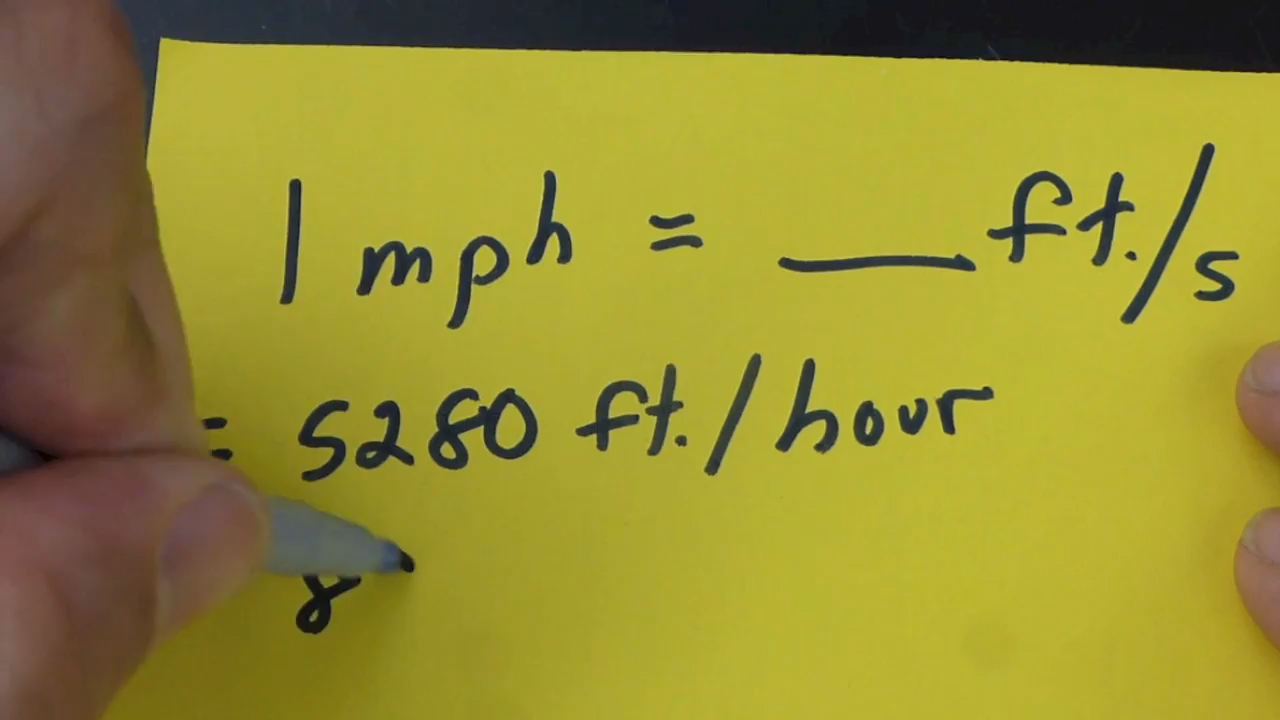 1 mph = ___ ft./s
= 5280 ft./hour
8